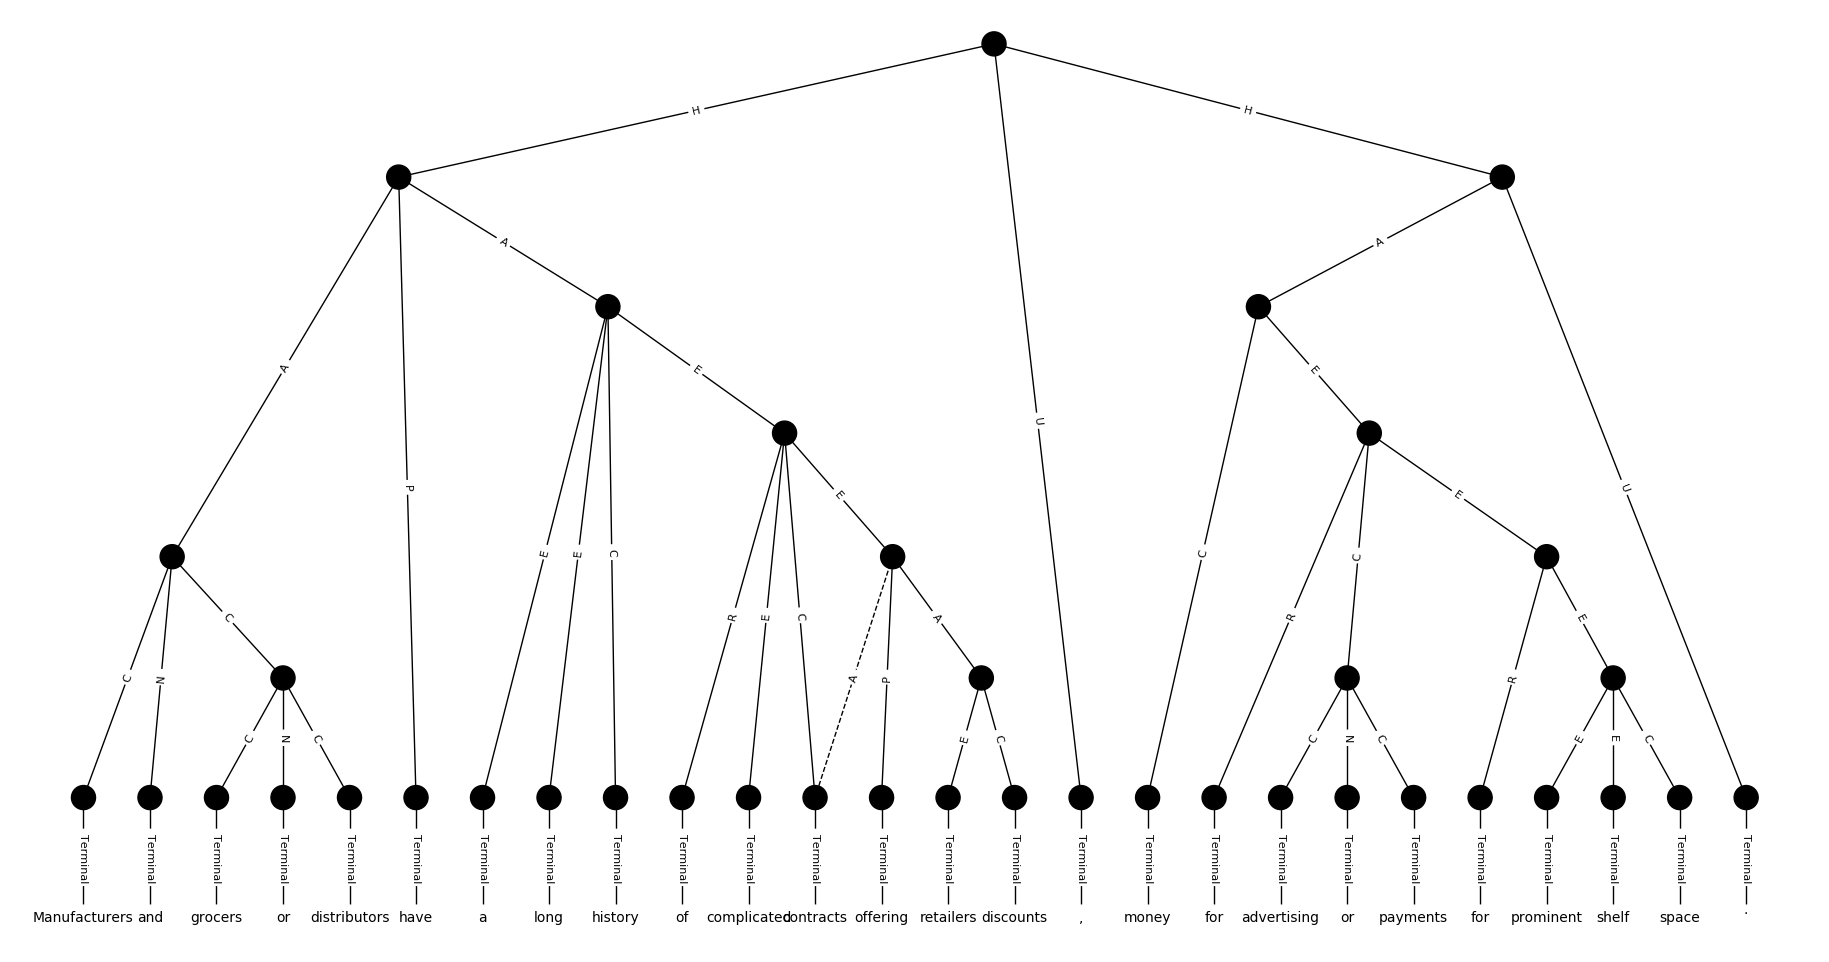 H H
A A
U
E E
A
P U
E E
E E C C C
C R E C A R E
C N A P R
C N C E C C N C E E C
Terminal Terminal Terminal Terminal Terminal Terminal Terminal Terminal Terminal Terminal Terminal Terminal Terminal Terminal Terminal Terminal Terminal Terminal Terminal Terminal Terminal Terminal Terminal Terminal Terminal Terminal
Manufacturers and grocers or distributors have a long history of complicated contracts offering retailers discounts , money for advertising or payments for prominent shelf space .